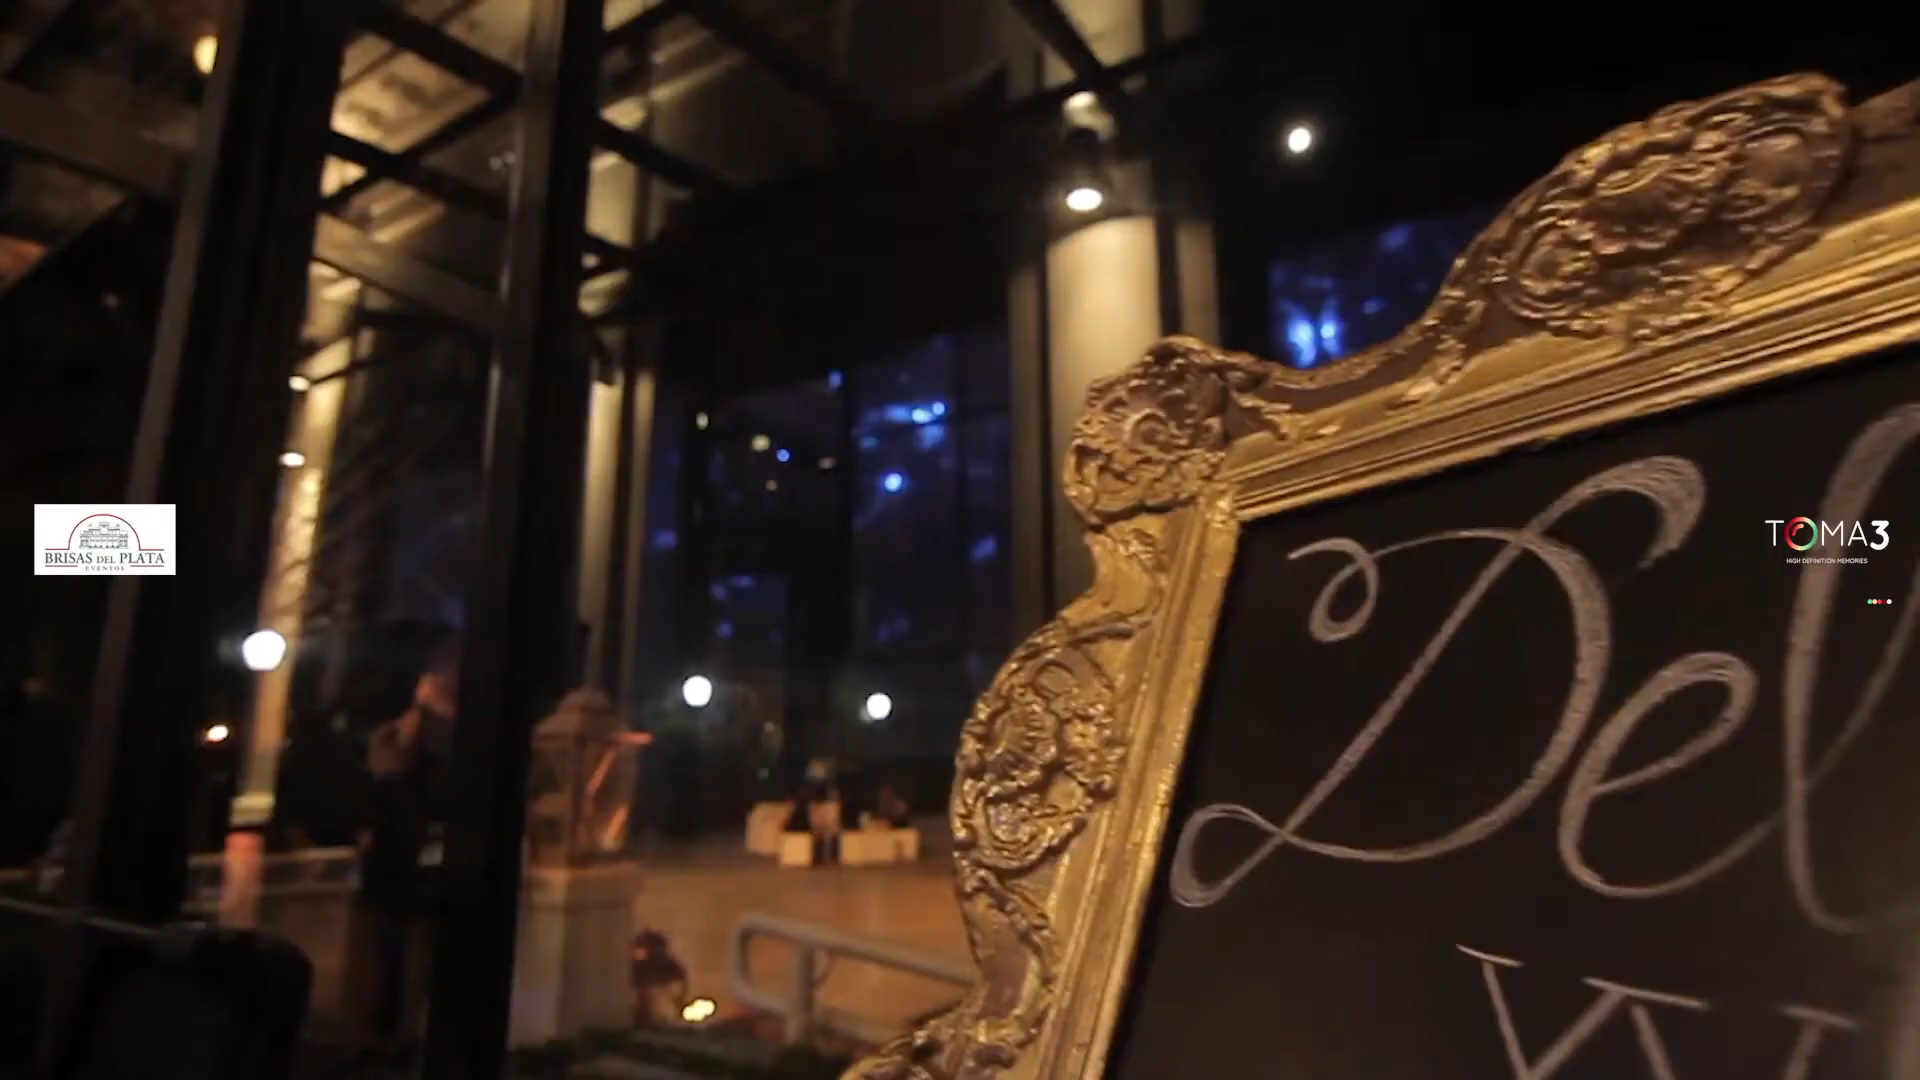 Del
W
BRISAS DEL PLATA
EVENTOS
TOMA3
HIGH DEFINITION MEMORIES